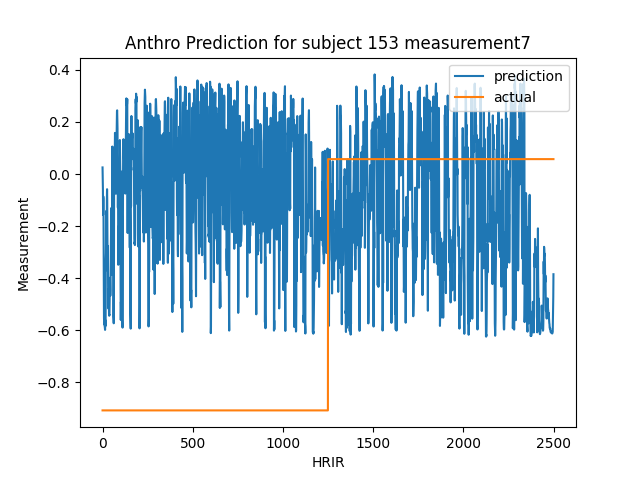 Anthro Prediction for subject 153 measurement7
prediction
actual
0.4
0.2
0.0
−0.2
−0.4
−0.6
−0.8
Measurement
0 500 1000 1500 2000 2500
HRIR